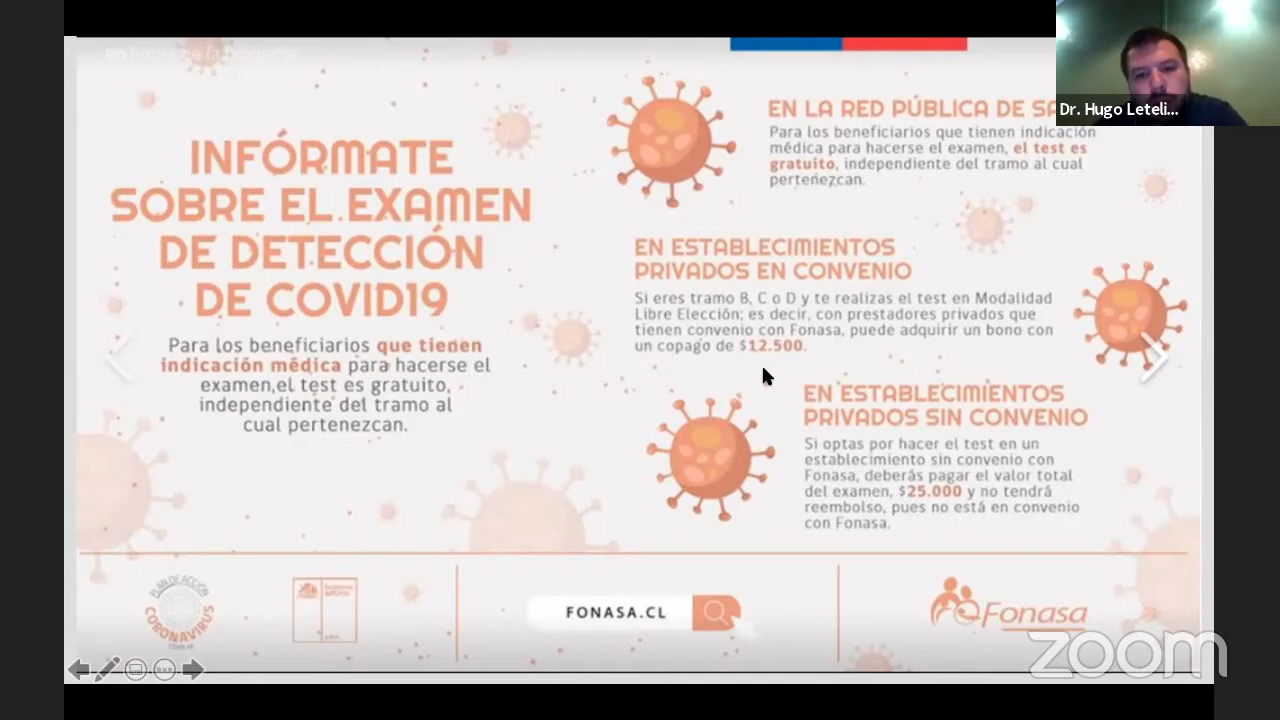 INFÓRMATE
SOBRE EL EXAMEN
DE DETECCIÓN
DE COVID19
Para los beneficiarios que tienen
indicación médica para hacerse el
examen,el test es gratuito,
independiente del tramo al
cual pertenezcan.
EN LA RED PÚBLICA DE SA
Para los beneficiarios que tienen indicación
médica para hacerse el examen, el test es
gratuito, independiente del tramo al cual
pertenezcan.
EN ESTABLECIMIENTOS
PRIVADOS EN CONVENIO
Si eres tramo B, C o D y te realizas el test en Modalidad
Libre Elección; es decir, con prestadores privados que
tienen convenio con Fonasa, puede adquirir un bono con
un copago de $12.500.
EN ESTABLECIMIENTOS
PRIVADOS SIN CONVENIO
Si optas por hacer el test en un
establecimiento sin convenio con
Fonasa, deberás pagar el valor total
del examen, $25.000 y no tendrá
reembolso, pues no está en convenio
con Fonasa.
PLAN DE ACCIÓN
CORONAVIRUS
FONASA.CL
Fonasa
Dr. Hugo Leteli...
zoom